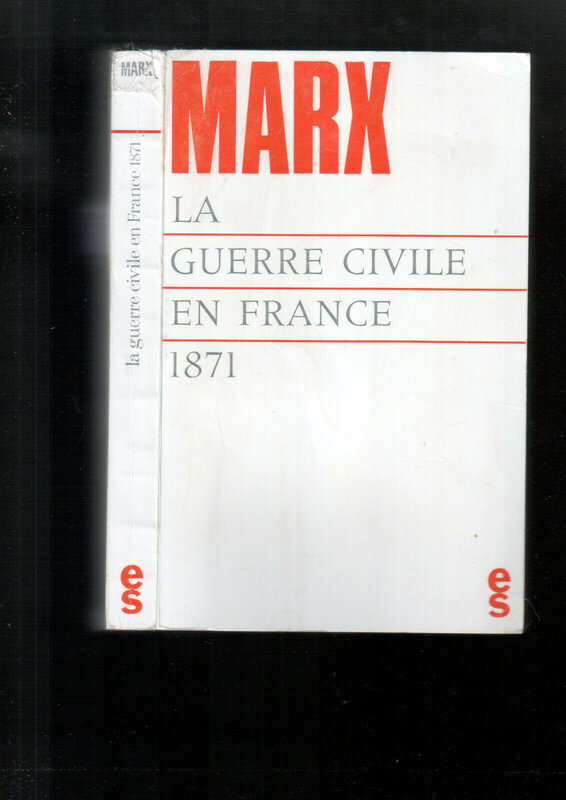 MARX
la guerre civile en France 1871
es
MARX
LA
GUERRE CIVILE
EN FRANCE
1871
es